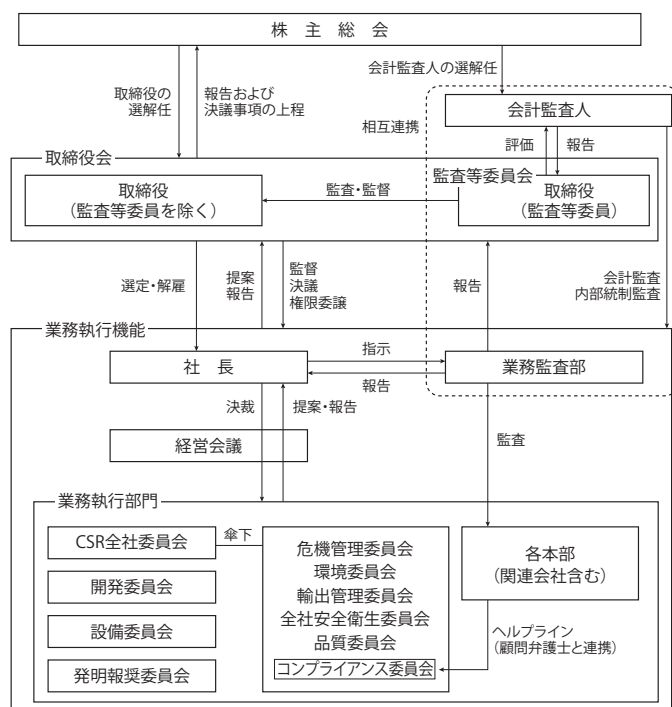 株 主 総 会
取締役の
選解任
報告および
決議事項の上程
会計監査人の選解任
会計監査人
相互連携
評価
報告
取締役会
監査等委員会
取締役
(監査等委員を除く)
監査・監督
取締役
(監査等委員)
選定・解雇
提案
報告
監督
決議
権限委譲
報告
会計監査
内部統制監査
業務執行機能
社 長
指示
報告
業務監査部
決裁
提案・報告
経営会議
監査
業務執行部門
CSR全社委員会
傘下
開発委員会
設備委員会
発明報奨委員会
危機管理委員会
環境委員会
輸出管理委員会
全社安全衛生委員会
品質委員会
コンプライアンス委員会
各本部
(関連会社含む)
ヘルプライン
(顧問弁護士と連携)